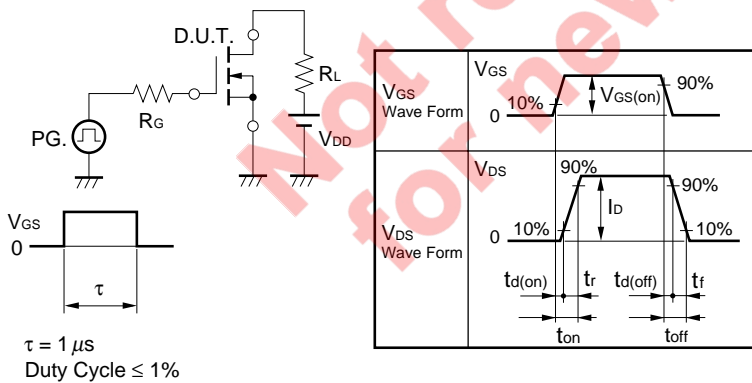 Not r
for new
D.U.T.
RL
RG
PG.
VDD
VGS
0
τ
τ = 1 μs
Duty Cycle ≤ 1%
VGS
Wave Form
VGS
10%
0
VGS(on)
90%
VDS
Wave Form
VDS
90%
10%
0
ID
90%
10%
td(on)
tr
td(off)
tf
ton
toff